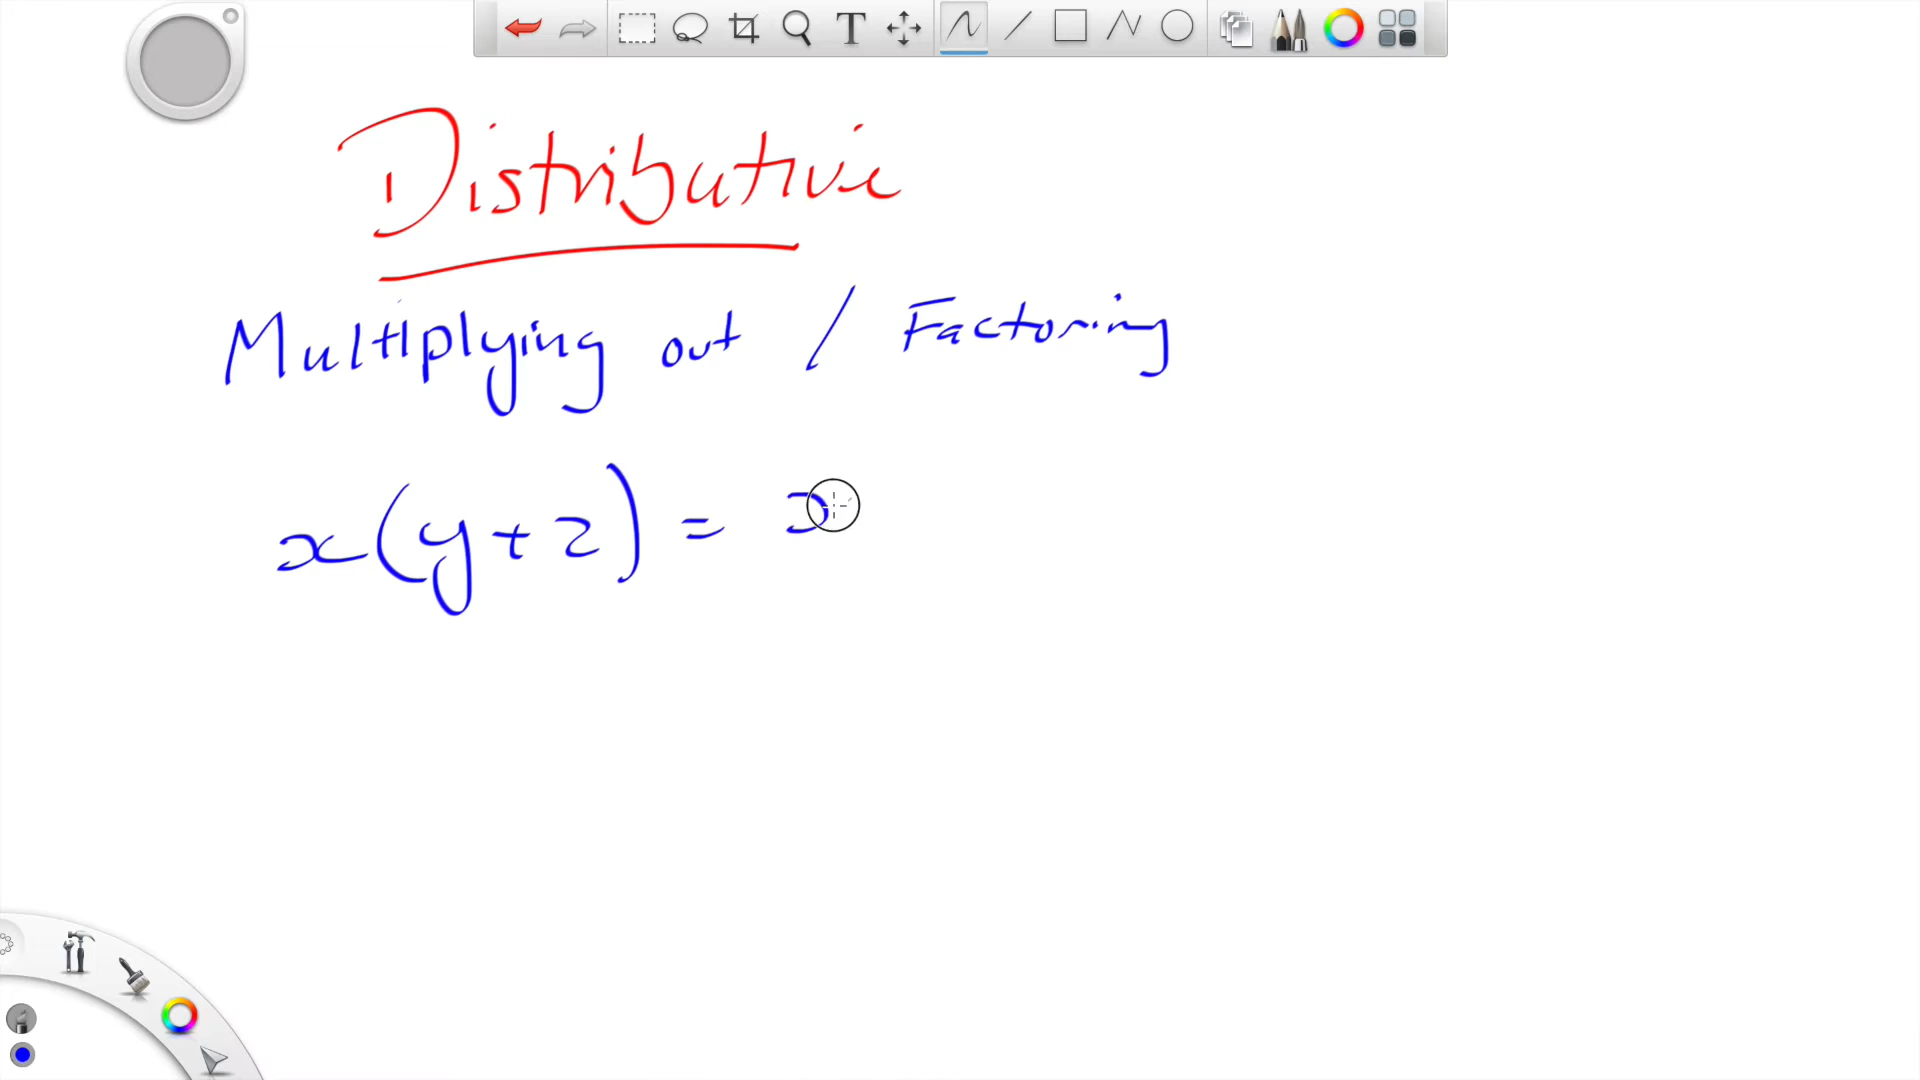 Distributive
Multiplying out / Factoring
x(y+z) = x